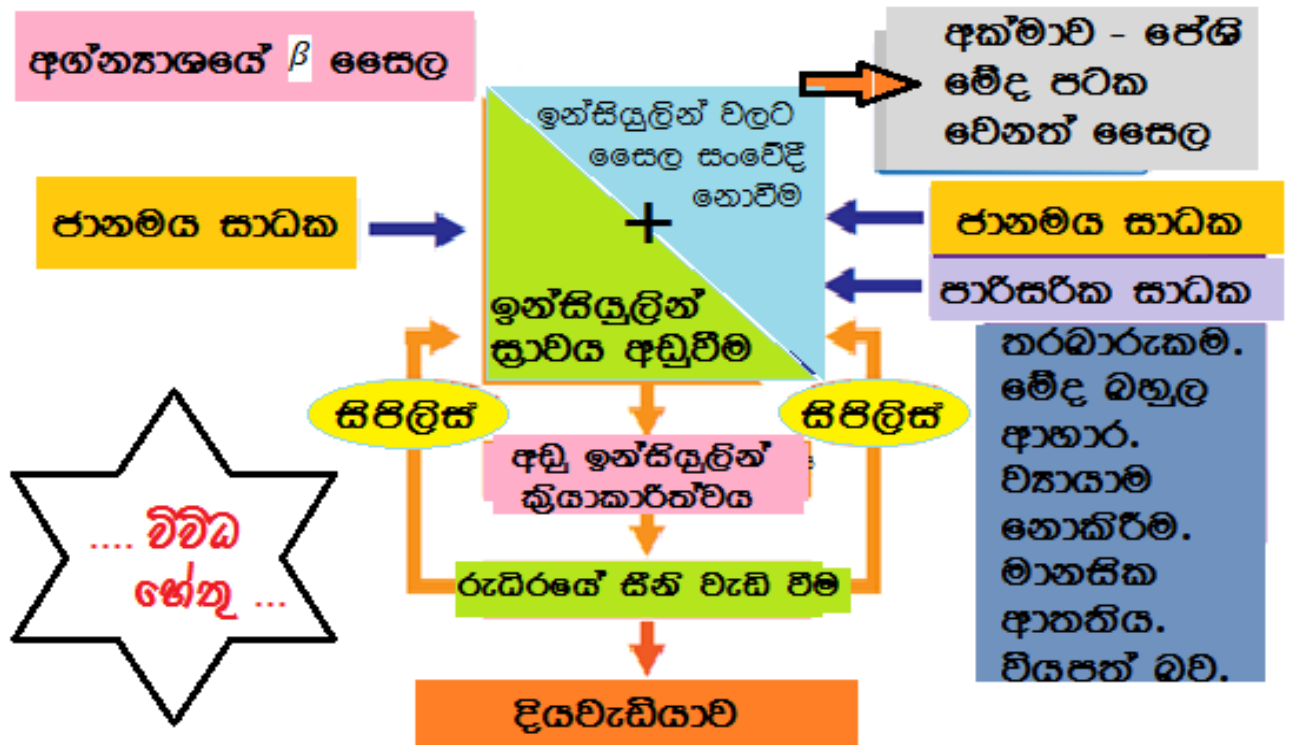 අග්න්‍යාශයේ β සෛල
අක්මාව - පේශි
මේද පටක
වෙනත් සෛල
ඉන්සියුලින් වලට
සෛල සංවේදී
නොවීම
+
ජානමය සාධක
ජානමය සාධක
පාරිසරික සාධක
ඉන්සියුලින්
ස්‍රාවය අඩුවීම
තරබාරුකම.
මේද බහුල
ආහාර.
ව්‍යායාම
නොකිරීම.
මානසික
ආතතිය.
වියපත් බව.
සිපිලිස්
සිපිලිස්
අඩු ඉන්සියුලින්
ක්‍රියාකාරීත්වය
.... විවිධ
හේතු ...
රුධිරයේ සීනි වැඩි වීම
දියවැඩියාව